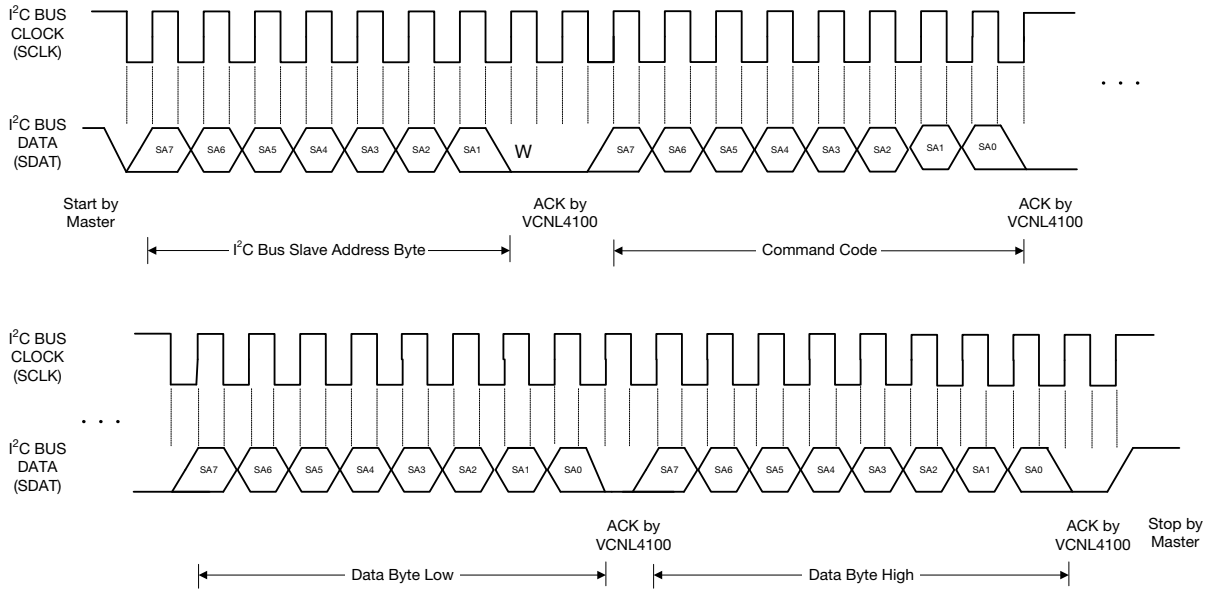 I²C BUS
CLOCK
(SCLK)
. . .
I²C BUS
DATA
(SDAT)
SA7 SA6 SA5 SA4 SA3 SA2 SA1 W SA7 SA6 SA5 SA4 SA3 SA2 SA1 SA0
Start by
Master
ACK by
VCNL4100
ACK by
VCNL4100
I²C Bus Slave Address Byte
Command Code
I²C BUS
CLOCK
(SCLK)
. . .
I²C BUS
DATA
(SDAT)
SA7 SA6 SA5 SA4 SA3 SA2 SA1 SA0 SA7 SA6 SA5 SA4 SA3 SA2 SA1 SA0
ACK by
VCNL4100
ACK by
VCNL4100
Stop by
Master
Data Byte Low
Data Byte High